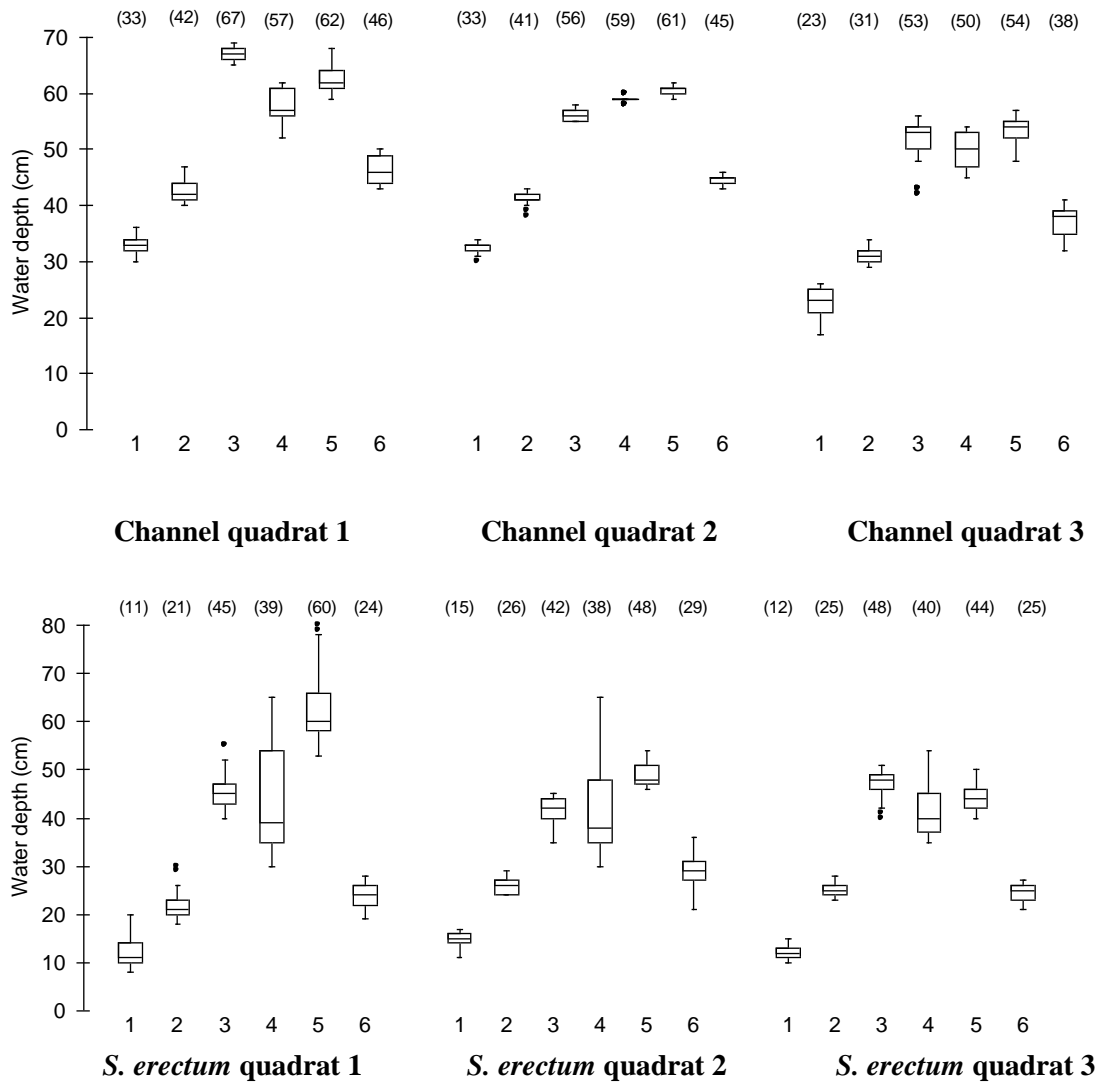 (33) (42) (67) (57) (62) (46) (33) (41) (56) (59) (61) (45) (23) (31) (53) (50) (54) (38)
70
60
50
40
30
20
10
0
Water depth (cm)
1 2 3 4 5 6 1 2 3 4 5 6 1 2 3 4 5 6
Channel quadrat 1 Channel quadrat 2 Channel quadrat 3
(11) (21) (45) (39) (60) (24) (15) (26) (42) (38) (48) (29) (12) (25) (48) (40) (44) (25)
80
70
60
50
40
30
20
10
0
Water depth (cm)
1 2 3 4 5 6 1 2 3 4 5 6 1 2 3 4 5 6
S. erectum quadrat 1 S. erectum quadrat 2 S. erectum quadrat 3